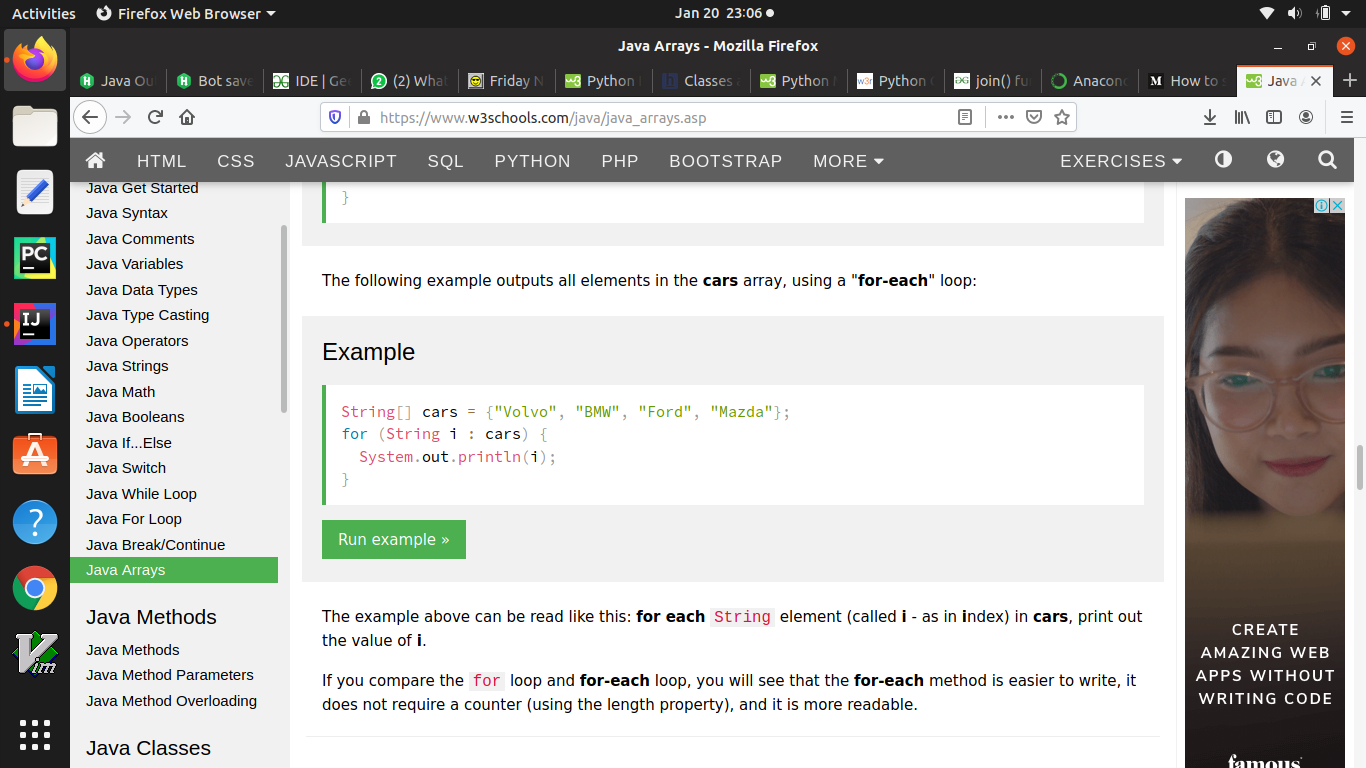 Activities Firefox Web Browser Jan 20 23:06
Java Arrays - Mozilla Firefox
Java Ou Bot save IDE | Gee (2) What Friday N Python Classes Python Python join() fu Anacon How to s Java A
https://www.w3schools.com/java/java_arrays.asp
HTML CSS JAVASCRIPT SQL PYTHON PHP BOOTSTRAP MORE EXERCISES
Java Get Started
Java Syntax
Java Comments
Java Variables
Java Data Types
Java Type Casting
Java Operators
Java Strings
Java Math
Java Booleans
Java If...Else
Java Switch
Java While Loop
Java For Loop
Java Break/Continue
Java Arrays
Java Methods
Java Methods
Java Method Parameters
Java Method Overloading
Java Classes
}
The following example outputs all elements in the cars array, using a "for-each" loop:
Example
String[] cars = {"Volvo", "BMW", "Ford", "Mazda"};
for (String i : cars) {
System.out.println(i);
}
Run example »
The example above can be read like this: for each String element (called i - as in index) in cars, print out
the value of i.
If you compare the for loop and for-each loop, you will see that the for-each method is easier to write, it
does not require a counter (using the length property), and it is more readable.
CREATE
AMAZING WEB
APPS WITHOUT
WRITING CODE
famous
PC
IJ
Vim